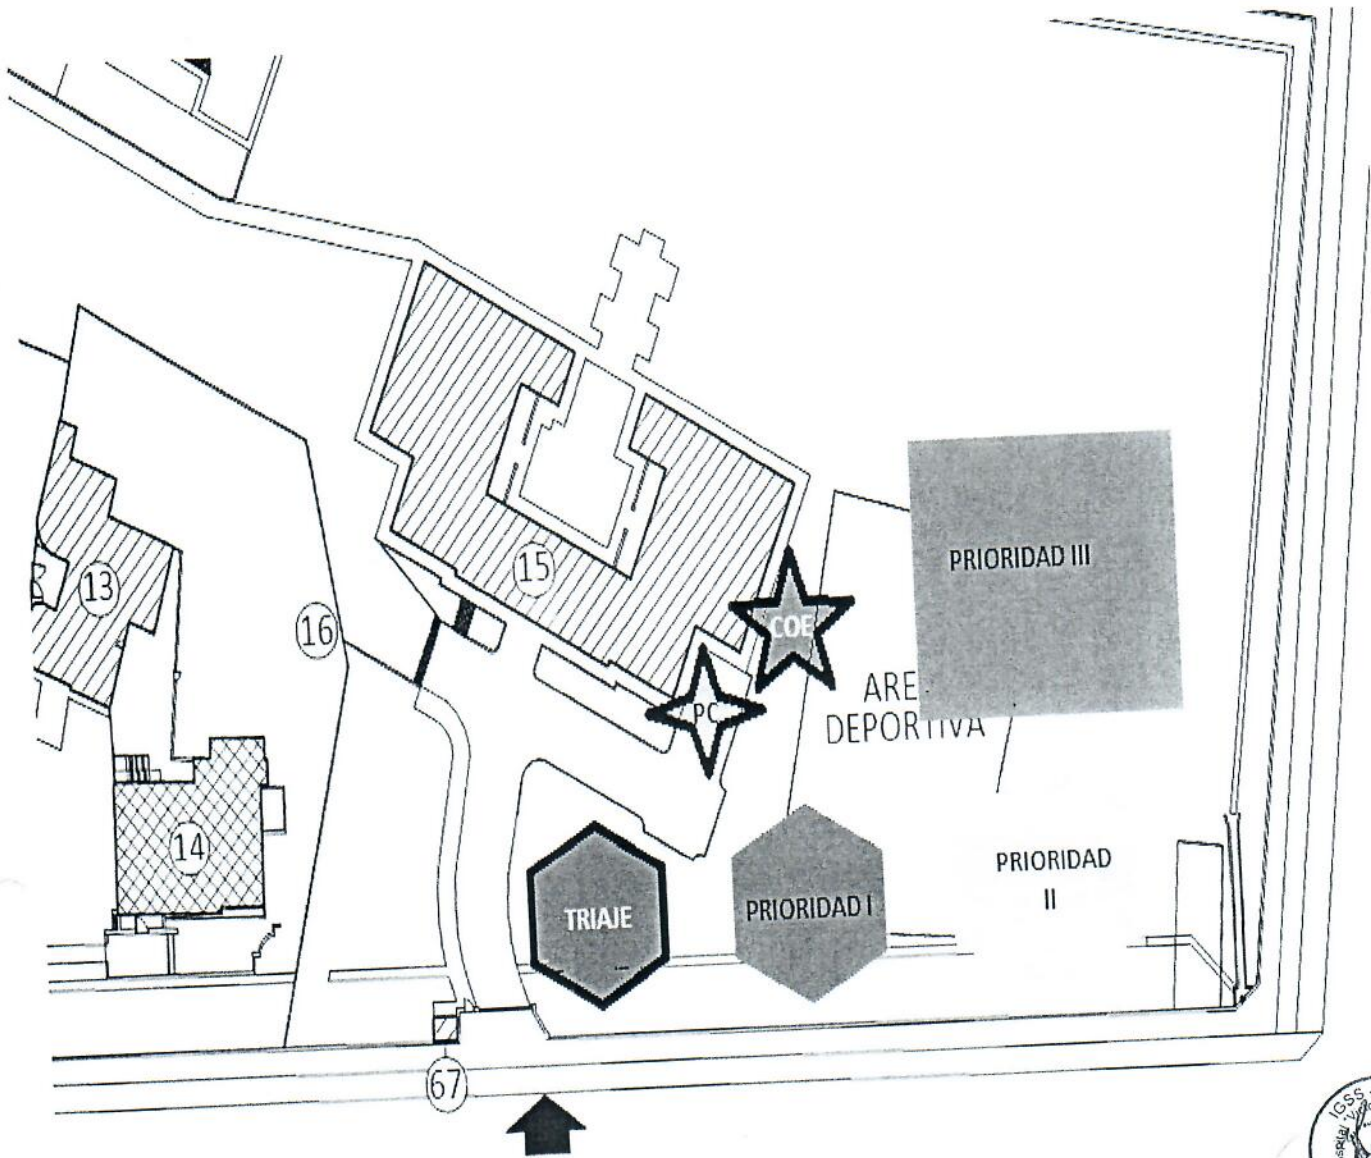 PRIORIDAD III
13
16
15
COE
PC
ARE
DEPORTIVA
14
TRIAJE
PRIORIDAD I
PRIORIDAD
II
67
IGSS